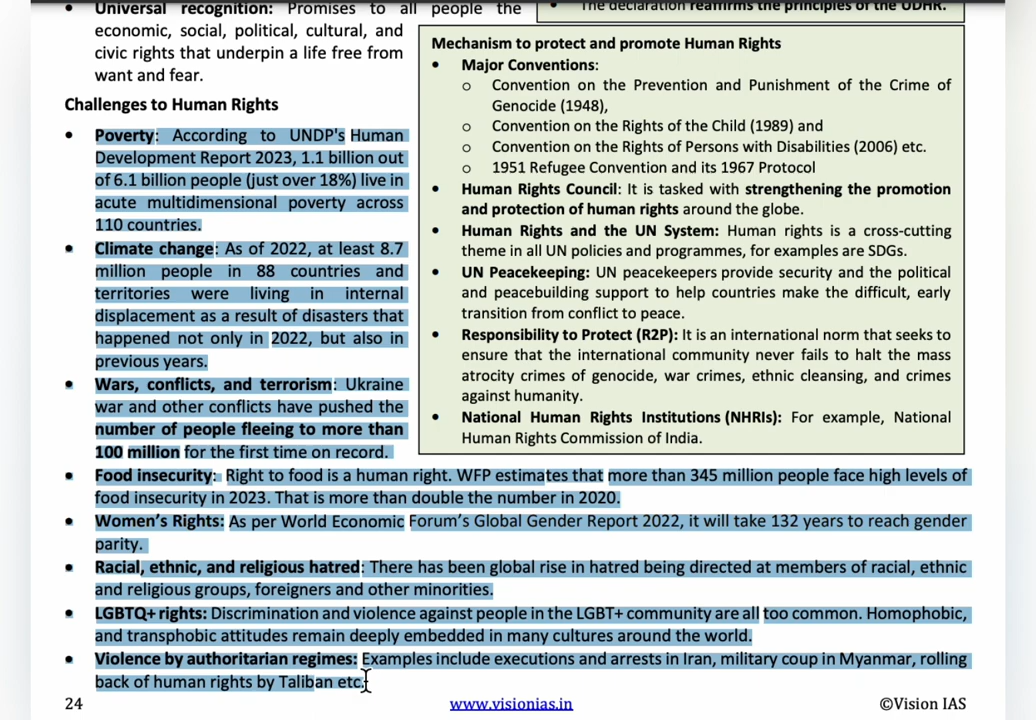 • Universal recognition: Promises to all people the
economic, social, political, cultural, and
civic rights that underpin a life free from
want and fear.
Challenges to Human Rights
• Poverty: According to UNDP's Human
Development Report 2023, 1.1 billion out
of 6.1 billion people (just over 18%) live in
acute multidimensional poverty across
110 countries.
• Climate change: As of 2022, at least 8.7
million people in 88 countries and
territories were living in internal
displacement as a result of disasters that
happened not only in 2022, but also in
previous years.
• Wars, conflicts, and terrorism: Ukraine
war and other conflicts have pushed the
number of people fleeing to more than
100 million for the first time on record.
• The declaration reaffirms the principles of the UDHR.
Mechanism to protect and promote Human Rights
• Major Conventions:
o Convention on the Prevention and Punishment of the Crime of
Genocide (1948),
o Convention on the Rights of the Child (1989) and
o Convention on the Rights of Persons with Disabilities (2006) etc.
o 1951 Refugee Convention and its 1967 Protocol
• Human Rights Council: It is tasked with strengthening the promotion
and protection of human rights around the globe.
• Human Rights and the UN System: Human rights is a cross-cutting
theme in all UN policies and programmes, for examples are SDGs.
• UN Peacekeeping: UN peacekeepers provide security and the political
and peacebuilding support to help countries make the difficult, early
transition from conflict to peace.
• Responsibility to Protect (R2P): It is an international norm that seeks to
ensure that the international community never fails to halt the mass
atrocity crimes of genocide, war crimes, ethnic cleansing, and crimes
against humanity.
• National Human Rights Institutions (NHRIs): For example, National
Human Rights Commission of India.
• Food insecurity: Right to food is a human right. WFP estimates that more than 345 million people face high levels of
food insecurity in 2023. That is more than double the number in 2020.
• Women's Rights: As per World Economic Forum's Global Gender Report 2022, it will take 132 years to reach gender
parity.
• Racial, ethnic, and religious hatred: There has been global rise in hatred being directed at members of racial, ethnic
and religious groups, foreigners and other minorities.
• LGBTQ+ rights: Discrimination and violence against people in the LGBT+ community are all too common. Homophobic,
and transphobic attitudes remain deeply embedded in many cultures around the world.
• Violence by authoritarian regimes: Examples include executions and arrests in Iran, military coup in Myanmar, rolling
back of human rights by Taliban etc.
24
www.visionias.in
©Vision IAS